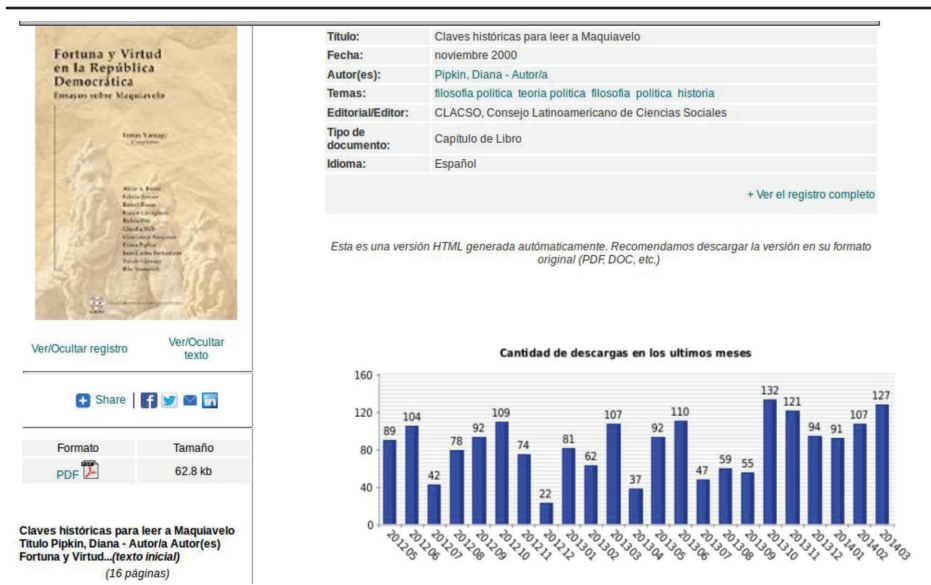 Fortuna y Virtud
en la República
Democrática
Ensayos sobre Maquiavelo
Título: Claves históricas para leer a Maquiavelo
Fecha: noviembre 2000
Autor(es): Pipkin, Diana - Autor/a
Temas: filosofia politica teoria politica filosofia politica historia
Editorial/Editor: CLACSO, Consejo Latinoamericano de Ciencias Sociales
Tipo de
documento: Capítulo de Libro
Idioma: Español
+ Ver el registro completo
Esta es una versión HTML generada autómaticamente. Recomendamos descargar la versión en su formato
original (PDF, DOC, etc.)
Ver/Ocultar registro
Ver/Ocultar
texto
Share
Formato Tamaño
PDF 62.8 kb
Claves históricas para leer a Maquiavelo
Titulo Pipkin, Diana - Autor/a Autor(es)
Fortuna y Virtud...(texto inicial)
(16 páginas)
Cantidad de descargas en los ultimos meses
160
120
80
40
0
89 104 42 78 92 109 74 22 81 62 107 37 92 110 47 59 55 132 121 94 91 107 127
201205 201206 201207 201208 201209 201210 201211 201212 201301 201302 201303 201304 201305 201306 201307 201308 201309 201310 201311 201312 201401 201402 201403